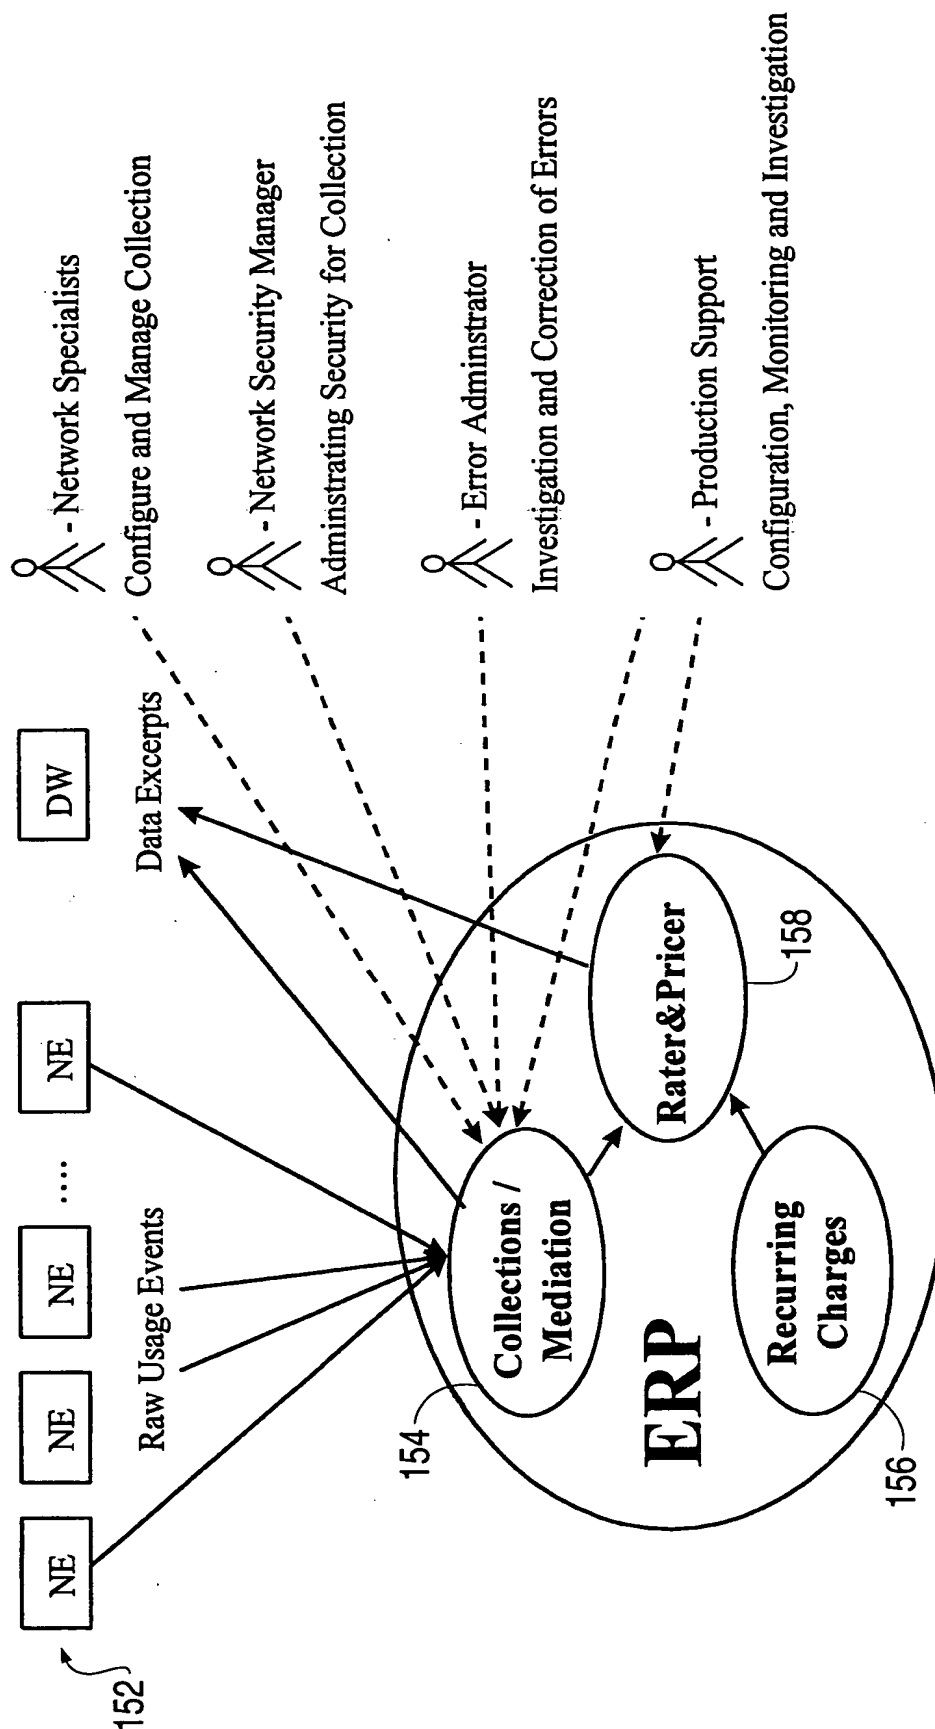 152
NE
NE
NE
....
NE
DW
Raw Usage Events
Data Excerpts
- Network Specialists
Configure and Manage Collection
- Network Security Manager
Adminstrating Security for Collection
- Error Adminstrator
Investigation and Correction of Errors
- Production Support
Configuration, Monitoring and Investigation
154
Collections /
Mediation
ERP
Rater&Pricer
158
Recurring
Charges
156